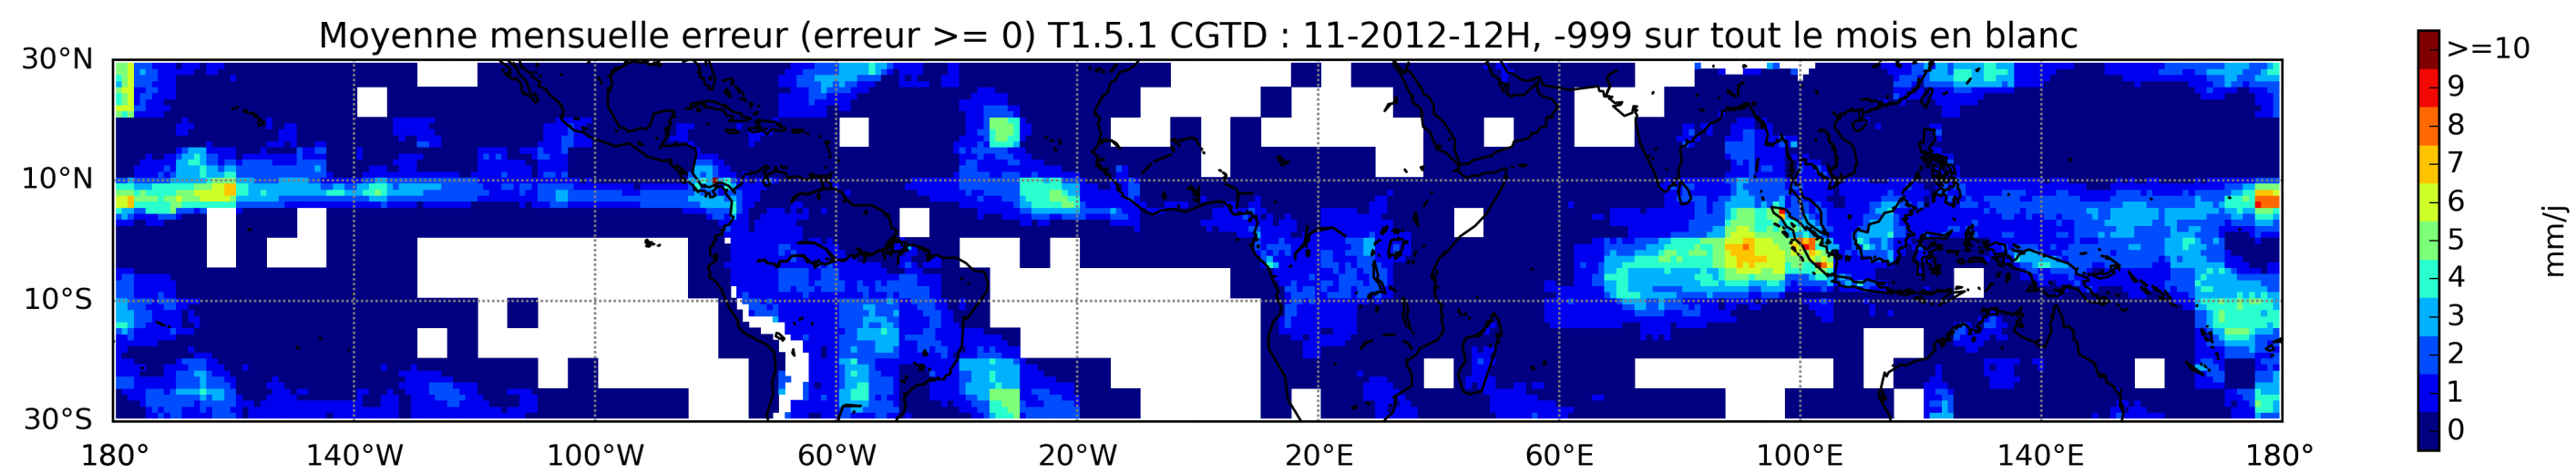 Moyenne mensuelle erreur (erreur >= 0) T1.5.1 CGTD : 11-2012-12H, -999 sur tout le mois en blanc
30°N
10°N
10°S
30°S
180° 140°W 100°W 60°W 20°W 20°E 60°E 100°E 140°E 180°
>=10
9
8
7
6
5
4
3
2
1
0
mm/j